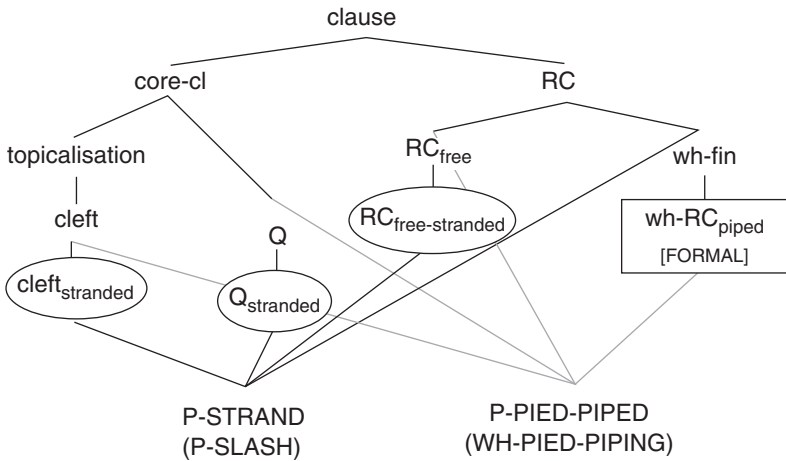 clause
core-cl
RC
topicalisation
RCfree
wh-fin
cleft
Q
RCfree-stranded
wh-RCpiped
[FORMAL]
cleftstranded
Qstranded
P-STRAND
(P-SLASH)
P-PIED-PIPED
(WH-PIED-PIPING)